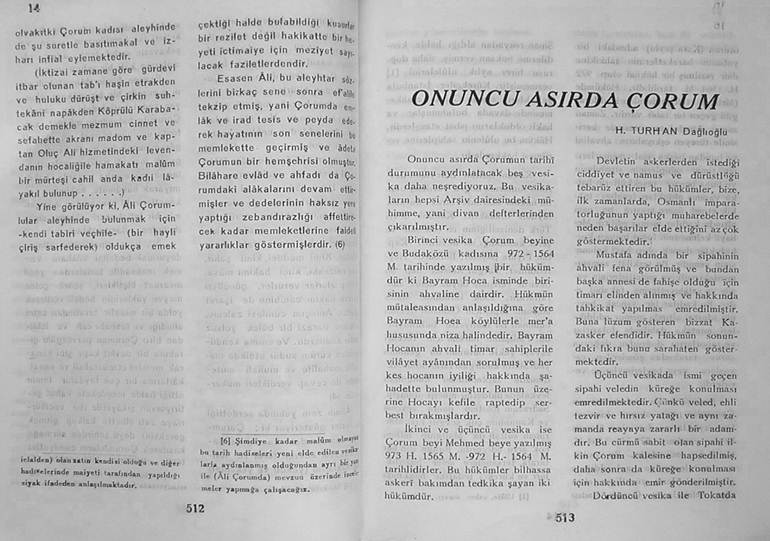 14
olvakıtki Çorum kadısı aleyhinde
de şu suretle basıtmakal ve iz-
harı infial eylemektedir.
(İktizai zamane göre gürdevi
itbar olunan tab'ı haşin etrakden
ve huluku dürüşt ve çirkin suh-
tekâni napâkden Köprülü Karaba-
cak demekle mezmum cinnet ve
sefahette akranı madom ve kap-
tan Oluç Ali hizmetindeki leven-
danın hocaliğile hamakatı malûm
bir mürteşi cahil anda kadıi lâ-
yakıl bulunup . . . . . .)
Yine görülüyor ki, Âli Çorum-
lular aleyhinde bulunmak için
-kendi tabiri veçhile- (bir hayli
çiriş sarfederek) oldukça emek
içlalden) olan zatın kendisi olduğu ve diğer
hadiselerinde maiyeti tarafından yapıldığı
siyak ifadeden anlaşılmaktadır.
çektiği halde bulabildiği kusurlar
bir rezilet değil hakikatte bir he-
yeti içtimaiye için meziyet sayı-
lacak faziletlerdendir.
Esasen Âli, bu aleyhtar söz-
lerini birkaç sene sonra ef'alile
tekzip etmiş, yani Çorumda em-
lâk ve irad tesis ve peyda ede-
rek hayatının son senelerini bu
memlekette geçirmiş ve âdeta
Çorumun bir hemşehrisi olmuştur.
Bilâhare evlâd ve ahfadı da Ço-
rumdaki alâkalarını devam ettir-
mişler ve dedelerinin haksız yere
yaptığı zebandırazlığı affettire-
cek kadar memleketlerine faideli
yararlıklar göstermişlerdir. (6)
[6] Şimdiye kadar malûm olmayan
bu tarih hadiseleri yeni elde edilen vesika-
larla aydınlanmış olduğundan ayrı bir yazı
ile (Âli Çorumda) mevzuu üzerinde incele-
meler yapmığa çalışacağız.
512
ONUNCU ASIRDA ÇORUM
H. TURHAN Dağlıoğlu
Onuncu asırda Çorumun tarihî
durumunu aydınlatacak beş vesi-
ka daha neşrediyoruz. Bu vesika-
ların hepsi Arşiv dairesindeki mü-
himme, yani divan defterlerinden
çıkarılmıştır.
Birinci vesika Çorum beyine
ve Budaközü kadısına 972 - 1564
M. tarihinde yazılmış bir hüküm-
dür ki Bayram Hoca isminde biri-
sinin ahvaline dairdir. Hükmün
mütaleasından anlaşıldığına göre
Bayram Hoca köylülerle mer'a
hususunda niza halindedir. Bayram
Hocanın ahvali timar sahiplerile
vilâyet ayânından sorulmuş ve her
kes hocanın iyiliği hakkında şa-
hadette bulunmuştur. Bunun üze-
rine Hocayı kefile raptedip ser-
best bırakmışlardır.
İkinci ve üçüncü vesika ise
Çorum beyi Mehmed beye yazılmış
973 H. 1565 M. -972 H.- 1564 M.
tarihlidirler. Bu hükümler bilhassa
askerî bakımından tedkika şayan iki
hükümdür.
Devletin askerlerden istediği
ciddiyet ve namus ve dürüstlüğü
tebarüz ettiren bu hükümler, bize,
ilk zamanlarda, Osmanlı impara-
torluğunun yaptığı muharebelerde
neden başarılar elde ettiğini az çok
göstermektedir.
Mustafa adında bir sipahinin
ahvali fena görülmüş ve bundan
başka annesi de fahişe olduğu için
timarı elinden alınmış ve hakkında
tahkikat yapılmas emredilmiştir.
Buna lüzum gösteren bizzat Ka-
zasker efendidir. Hükmün sonun-
daki fıkra bunu sarahaten göster-
mektedir.
Üçüncü vesikada ismi geçen
sipahi veledin küreğe konulması
emredilmektedir. Çünkü veled, ehli
tezvir ve hırsız yatağı ve aynı za-
manda reayaya zararlı bir adam-
dır. Bu cürmü sabit olan sipahi il-
kin Çorum kalesine hapsedilmiş,
daha sonra da küreğe konulması
için hakkında emir gönderilmiştir.
Dördüncü vesika ile Tokatda
513